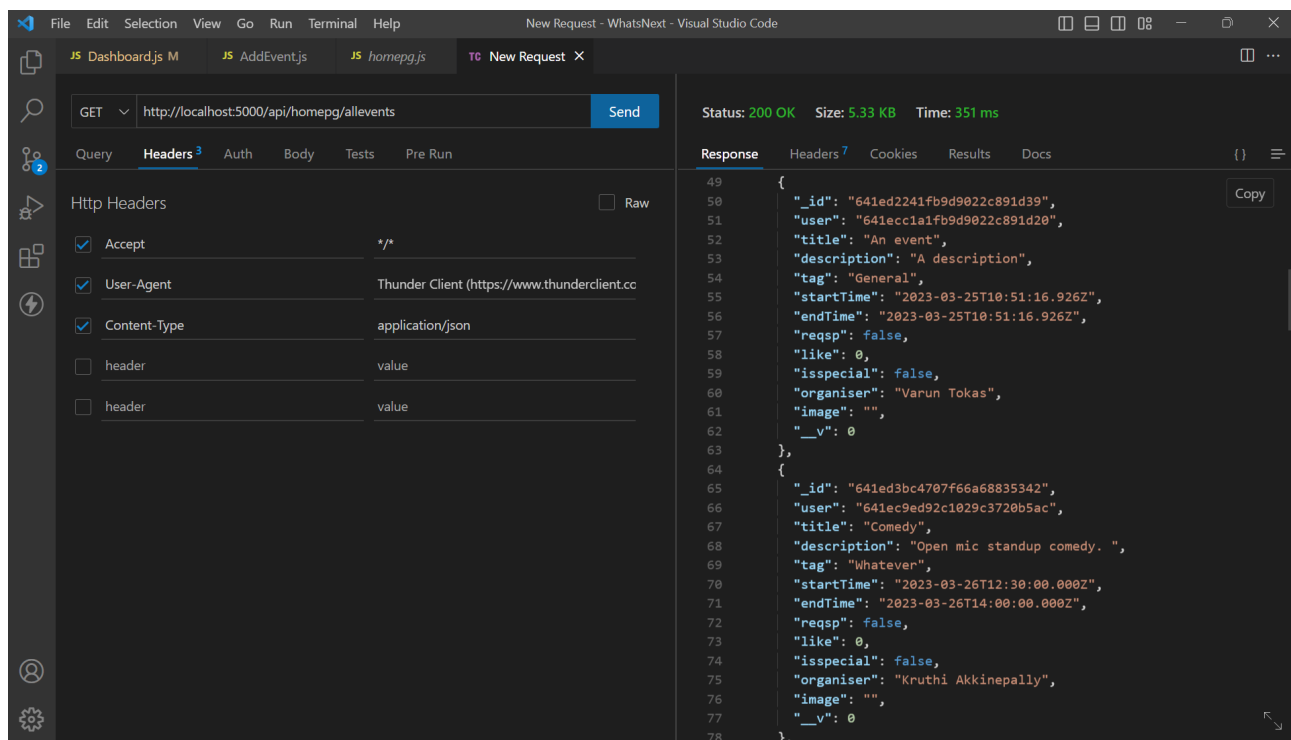 File Edit Selection View Go Run Terminal Help New Request - WhatsNext - Visual Studio Code
JS Dashboard.js M JS AddEvent.js JS homepg.js TC New Request
GET http://localhost:5000/api/homepg/allevents Send
Query Headers 3 Auth Body Tests Pre Run
2
Http Headers Raw
Accept */*
User-Agent Thunder Client (https://www.thunderclient.cc
Content-Type application/json
header value
header value
Status: 200 OK Size: 5.33 KB Time: 351 ms
Response Headers 7 Cookies Results Docs {}
Copy
49 {
50 "_id": "641ed2241fb9d9022c891d39",
51 "user": "641ecc1a1fb9d9022c891d20",
52 "title": "An event",
53 "description": "A description",
54 "tag": "General",
55 "startTime": "2023-03-25T10:51:16.926Z",
56 "endTime": "2023-03-25T10:51:16.926Z",
57 "reqsp": false,
58 "like": 0,
59 "isspecial": false,
60 "organiser": "Varun Tokas",
61 "image": "",
62 "__v": 0
63 },
64 {
65 "_id": "641ed3bc4707f66a68835342",
66 "user": "641ec9ed92c1029c3720b5ac",
67 "title": "Comedy",
68 "description": "Open mic standup comedy. ",
69 "tag": "Whatever",
70 "startTime": "2023-03-26T12:30:00.000Z",
71 "endTime": "2023-03-26T14:00:00.000Z",
72 "reqsp": false,
73 "like": 0,
74 "isspecial": false,
75 "organiser": "Kruthi Akkinepally",
76 "image": "",
77 "__v": 0
78 },